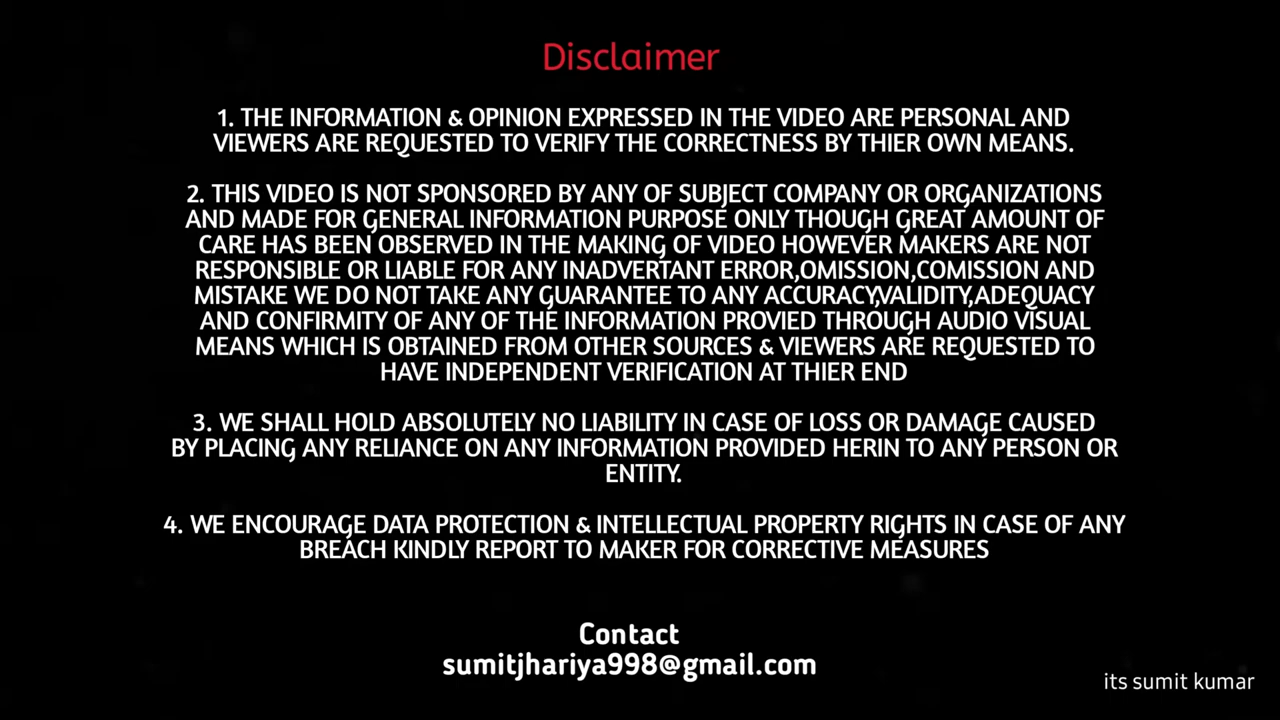 Disclaimer
1. THE INFORMATION & OPINION EXPRESSED IN THE VIDEO ARE PERSONAL AND
VIEWERS ARE REQUESTED TO VERIFY THE CORRECTNESS BY THIER OWN MEANS.
2. THIS VIDEO IS NOT SPONSORED BY ANY OF SUBJECT COMPANY OR ORGANIZATIONS
AND MADE FOR GENERAL INFORMATION PURPOSE ONLY THOUGH GREAT AMOUNT OF
CARE HAS BEEN OBSERVED IN THE MAKING OF VIDEO HOWEVER MAKERS ARE NOT
RESPONSIBLE OR LIABLE FOR ANY INADVERTANT ERROR,OMISSION,COMISSION AND
MISTAKE WE DO NOT TAKE ANY GUARANTEE TO ANY ACCURACY,VALIDITY,ADEQUACY
AND CONFIRMITY OF ANY OF THE INFORMATION PROVIED THROUGH AUDIO VISUAL
MEANS WHICH IS OBTAINED FROM OTHER SOURCES & VIEWERS ARE REQUESTED TO
HAVE INDEPENDENT VERIFICATION AT THIER END
3. WE SHALL HOLD ABSOLUTELY NO LIABILITY IN CASE OF LOSS OR DAMAGE CAUSED
BY PLACING ANY RELIANCE ON ANY INFORMATION PROVIDED HERIN TO ANY PERSON OR
ENTITY.
4. WE ENCOURAGE DATA PROTECTION & INTELLECTUAL PROPERTY RIGHTS IN CASE OF ANY
BREACH KINDLY REPORT TO MAKER FOR CORRECTIVE MEASURES
Contact
sumitjhariya998@gmail.com
its sumit kumar